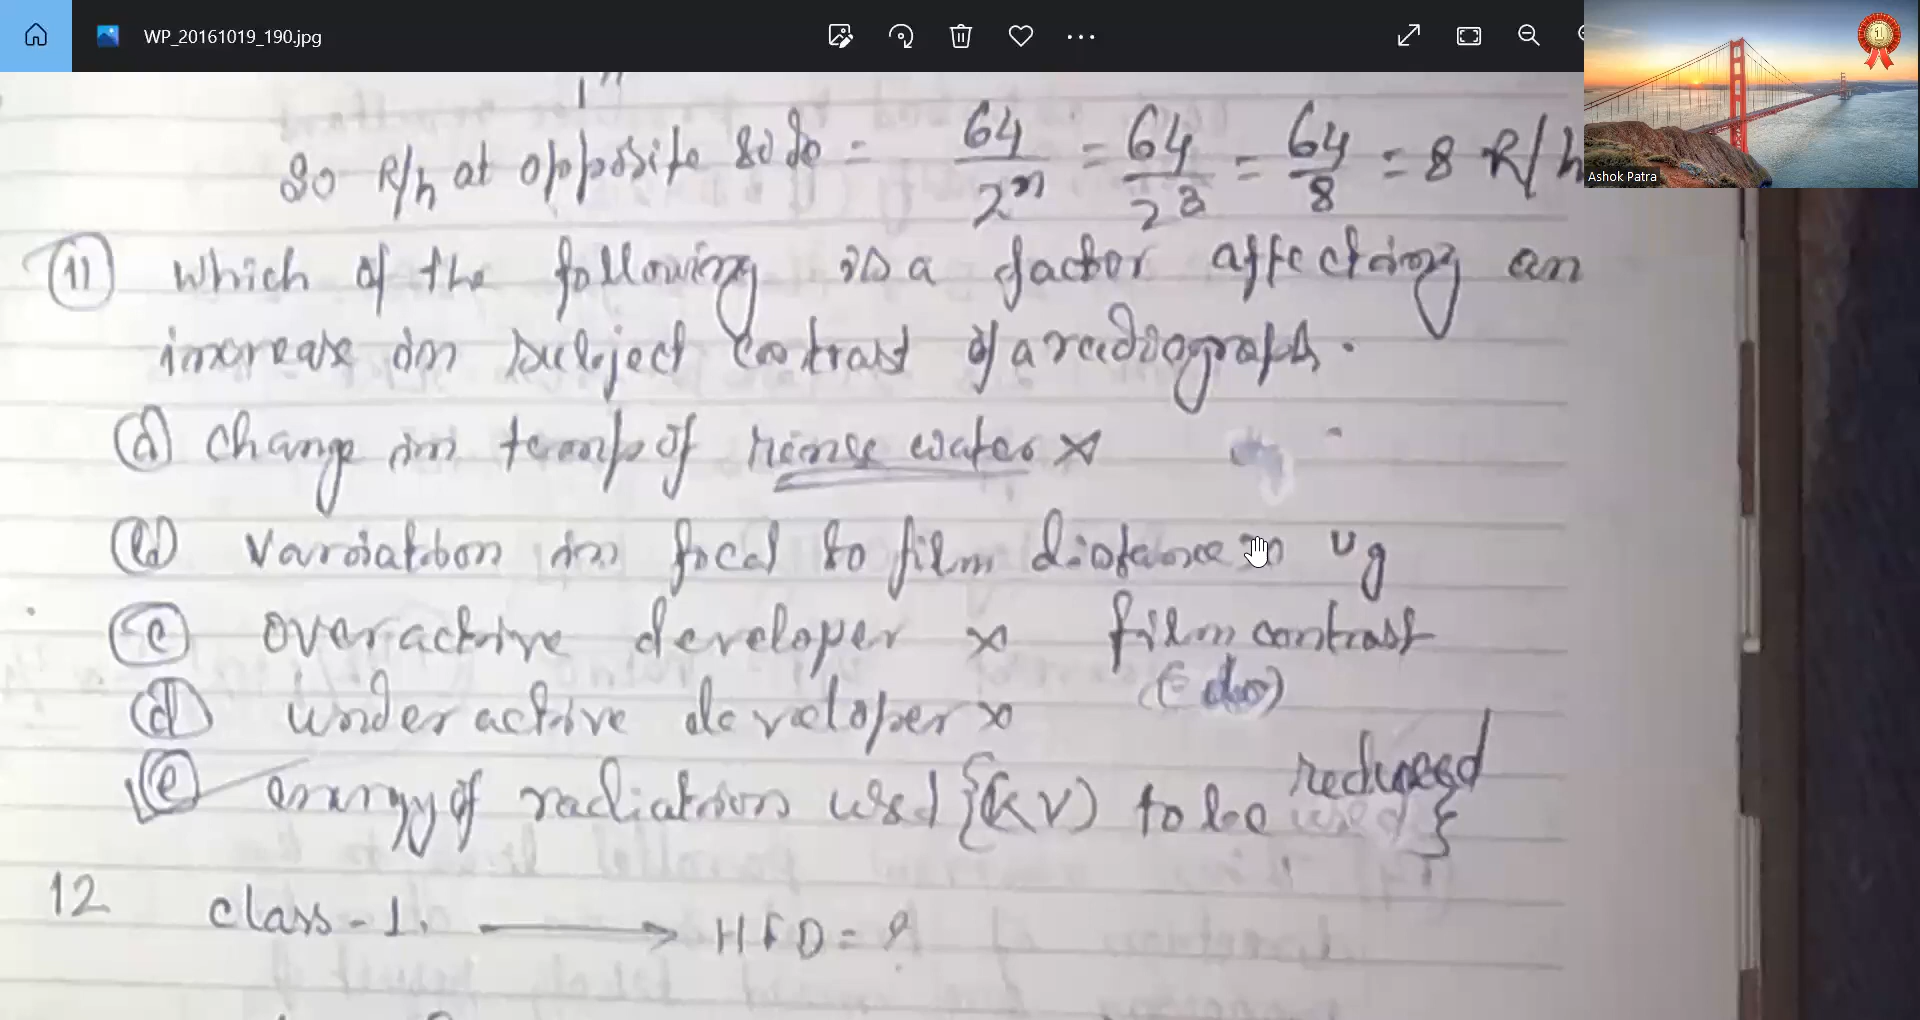 WP_20161019_190.jpg
Ashok Patra
So R/h at opposite side = 64/2^n = 64/2^3 = 64/8 = 8 R/h
11 which of the following is a factor affecting an
increase in subject contrast of a radiograph.
a change in temp of rinse water x
b variation in focal to film distance Ug
c overactive developer x film contrast
d underactive developer x
e energy of radiation used {(KV) to be reduced}
12 class - 1. → HFD = ?